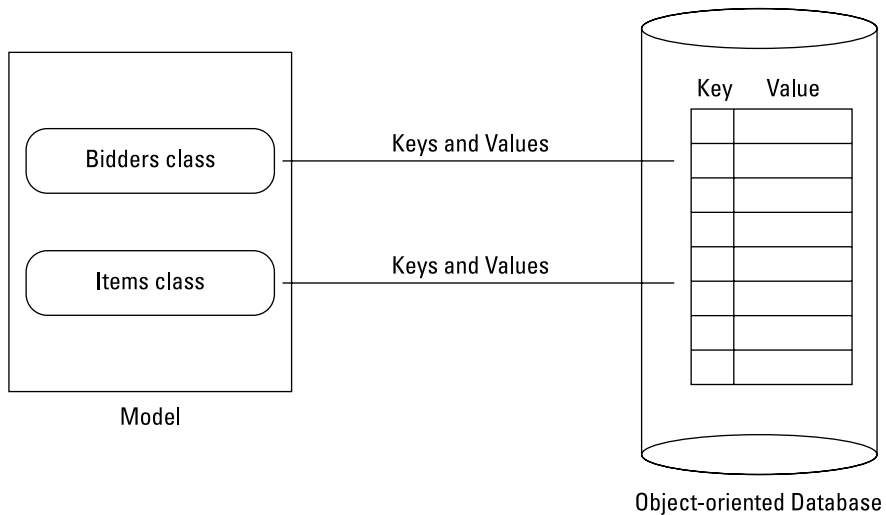 Key Value
Bidders class
Keys and Values
Items class
Keys and Values
Model
Object-oriented Database